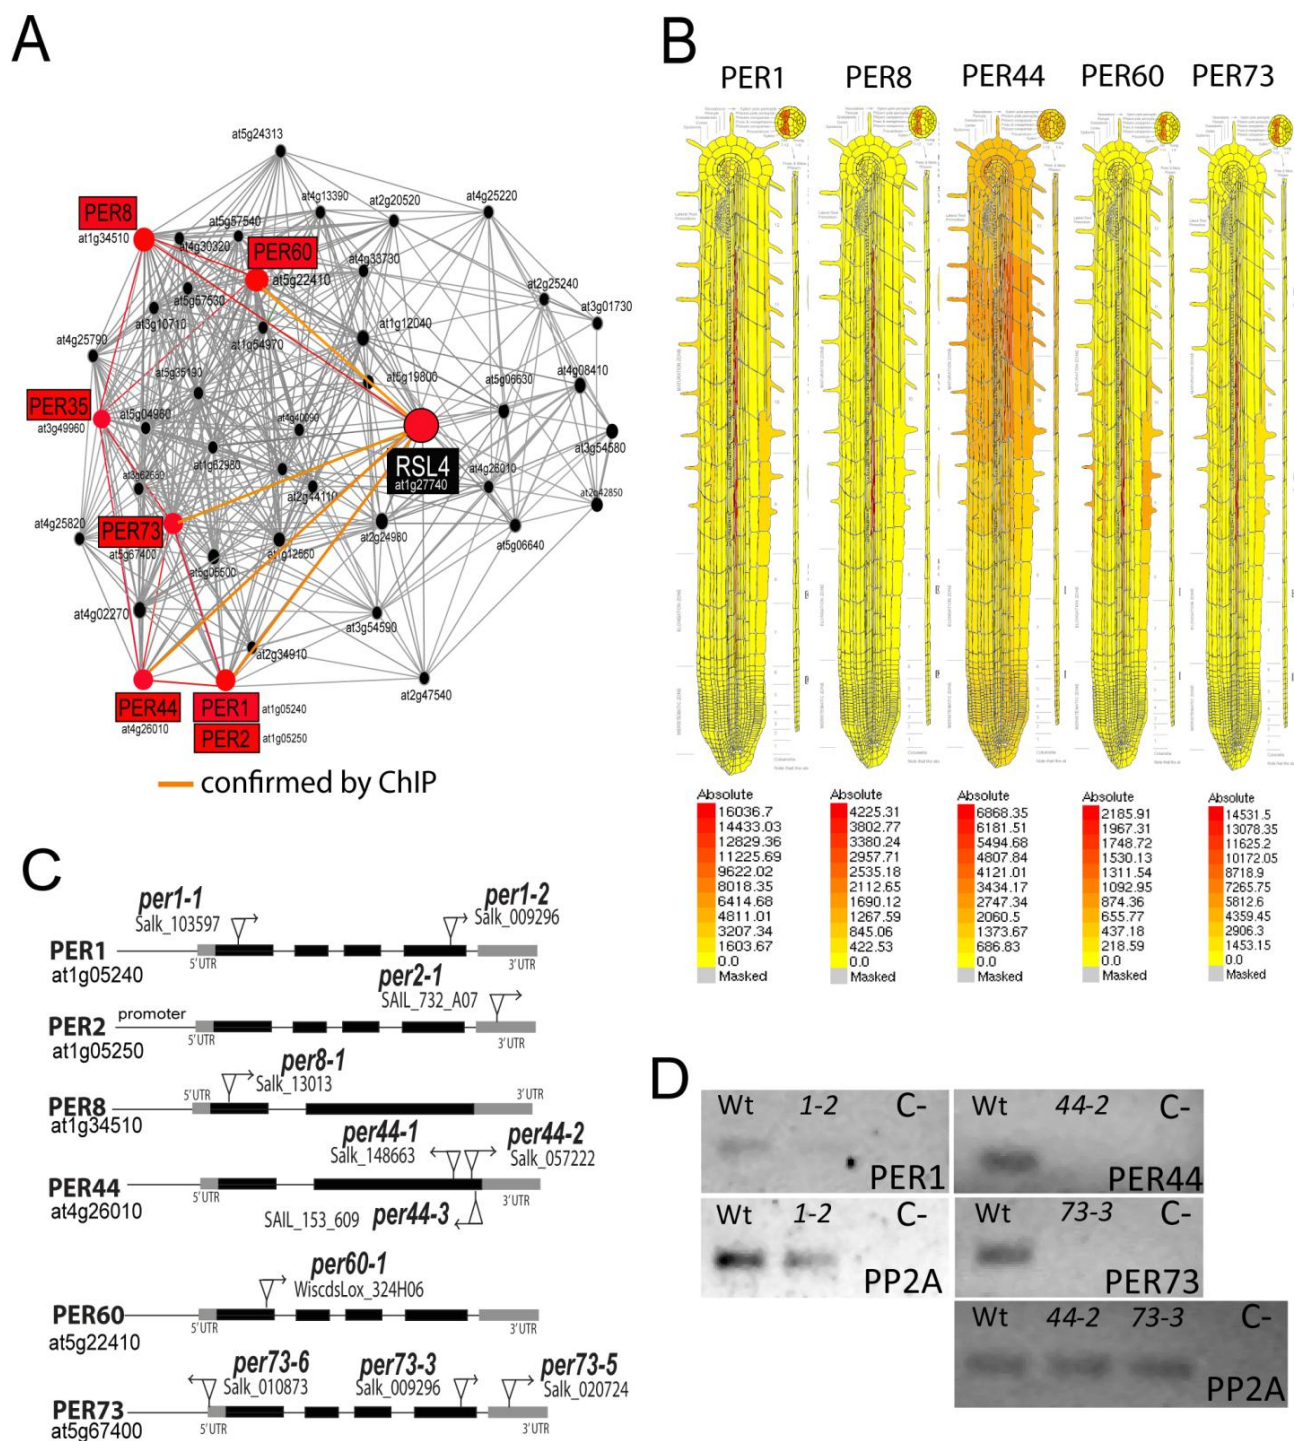 A
at5g24313
PER8
at1g34510
at4g13390
at5g57540
at2g20520
at4g25220
at4g30320
PER60
at5g22410
at4g33730
at2g25240
at5g57530
at3g10710
at3g01730
at1g12040
at1g54970
at4g25790
at5g19800
at5g35190
at5g06630
at4g08410
PER35
at3g49960
at5g04960
at4g40090
at3g54580
at1g62980
RSL4
at1g27740
at4g26010
at2g44110
at2g42850
PER73
at5g67400
at4g25820
at2g24980
at5g06640
at1g12560
at4g02270
at3g54590
at2g34910
at2g47540
PER44
at4g26010
PER1
at1g05240
PER2
at1g05250
confirmed by ChIP
B
PER1
PER8
PER44
PER60
PER73
MATURATION ZONE
ELONGATION ZONE
MERISTEMATIC ZONE
Absolute
16036.7
14433.03
12829.36
11225.69
9622.02
8018.35
6414.68
4811.01
3207.34
1603.67
0.0
Masked
Absolute
4225.31
3802.77
3380.24
2957.71
2535.18
2112.65
1690.12
1267.59
845.06
422.53
0.0
Masked
Absolute
6868.35
6181.51
5494.68
4807.84
4121.01
3434.17
2747.34
2060.5
1373.67
686.83
0.0
Masked
Absolute
2185.91
1967.31
1748.72
1530.13
1311.54
1092.95
874.36
655.77
437.18
218.59
0.0
Masked
Absolute
14531.5
13078.35
11625.2
10172.05
8718.9
7265.75
5812.6
4359.45
2906.3
1453.15
0.0
Masked
C
per1-1
Salk_103597
per1-2
Salk_009296
PER1
at1g05240
5'UTR
3'UTR
per2-1
SAIL_732_A07
promoter
PER2
at1g05250
5'UTR
3'UTR
per8-1
Salk_13013
5'UTR
3'UTR
PER8
at1g34510
per44-1
Salk_148663
per44-2
Salk_057222
PER44
at4g26010
5'UTR
3'UTR
SAIL_153_609
per44-3
per60-1
WiscdsLox_324H06
PER60
at5g22410
5'UTR
3'UTR
per73-6
Salk_010873
per73-3
Salk_009296
per73-5
Salk_020724
PER73
at5g67400
5'UTR
3'UTR
D
Wt 1-2 C-
PER1
Wt 44-2 C-
PER44
Wt 1-2 C-
PP2A
Wt 73-3 C-
PER73
Wt 44-2 73-3 C-
PP2A